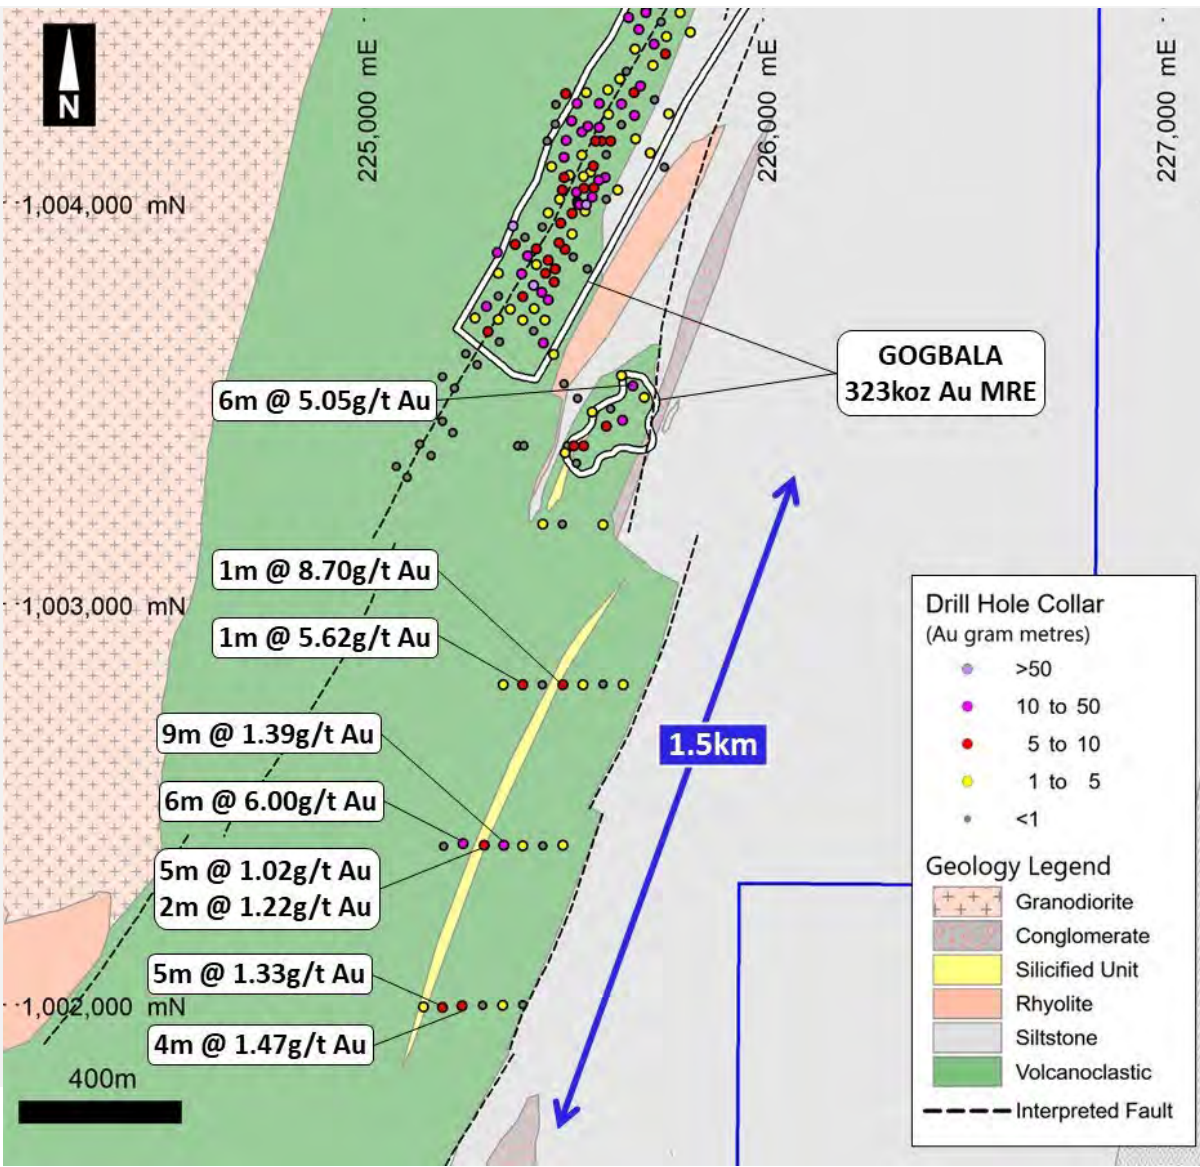 N
225,000 mE
226,000 mE
227,000 mE
1,004,000 mN
GOGBALA
323koz Au MRE
6m @ 5.05g/t Au
1m @ 8.70g/t Au
1,003,000 mN
1m @ 5.62g/t Au
9m @ 1.39g/t Au
1.5km
6m @ 6.00g/t Au
5m @ 1.02g/t Au
2m @ 1.22g/t Au
5m @ 1.33g/t Au
1,002,000 mN
4m @ 1.47g/t Au
400m
Drill Hole Collar
(Au gram metres)
>50
10 to 50
5 to 10
1 to 5
<1
Geology Legend
Granodiorite
Conglomerate
Silicified Unit
Rhyolite
Siltstone
Volcanoclastic
Interpreted Fault